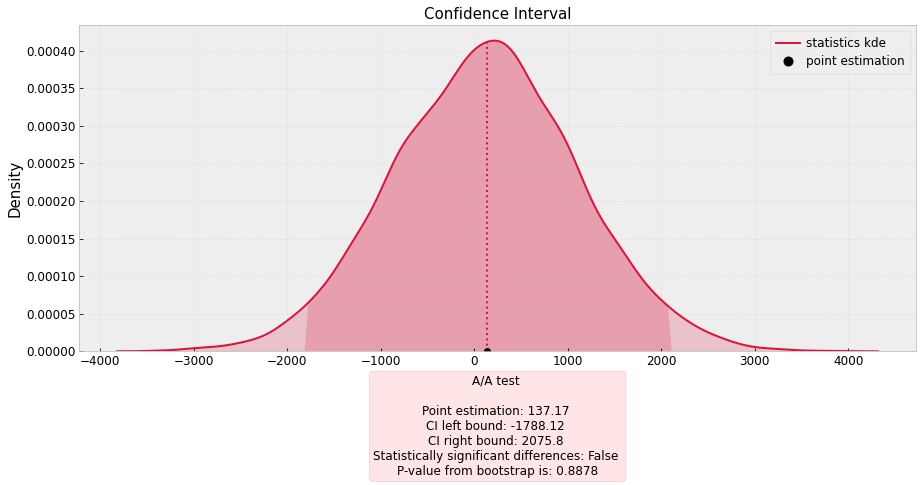 Confidence Interval
statistics kde
point estimation
Density
0.00040
0.00035
0.00030
0.00025
0.00020
0.00015
0.00010
0.00005
0.00000
−4000 −3000 −2000 −1000 0 1000 2000 3000 4000
A/A test
Point estimation: 137.17
CI left bound: -1788.12
CI right bound: 2075.8
Statistically significant differences: False
P-value from bootstrap is: 0.8878